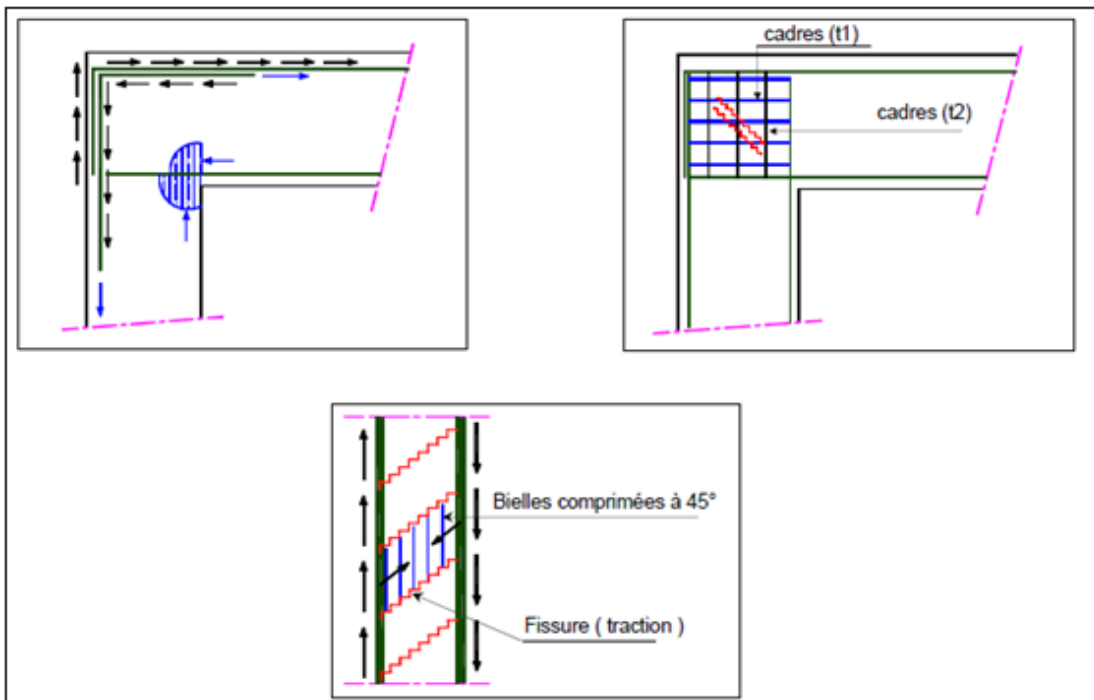 cadres (t1)
cadres (t2)
Bielles comprimées à 45°
Fissure ( traction )